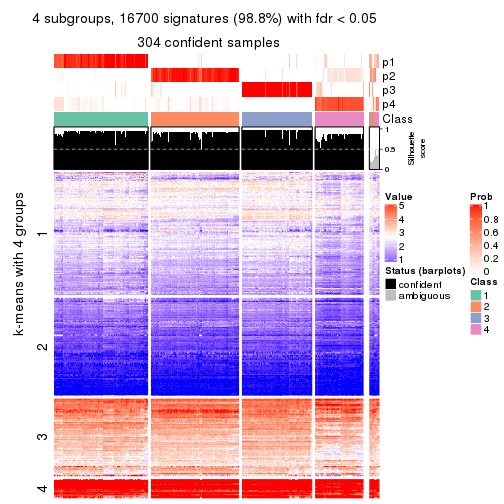 4 subgroups, 16700 signatures (98.8%) with fdr < 0.05
304 confident samples
p1
p2
p3
p4
Class
1
0.5
0
Silhouette
score
k-means with 4 groups
1
2
3
4
Value
5
4
3
2
1
Status (barplots)
confident
ambiguous
Prob
1
0.8
0.6
0.4
0.2
0
Class
1
2
3
4